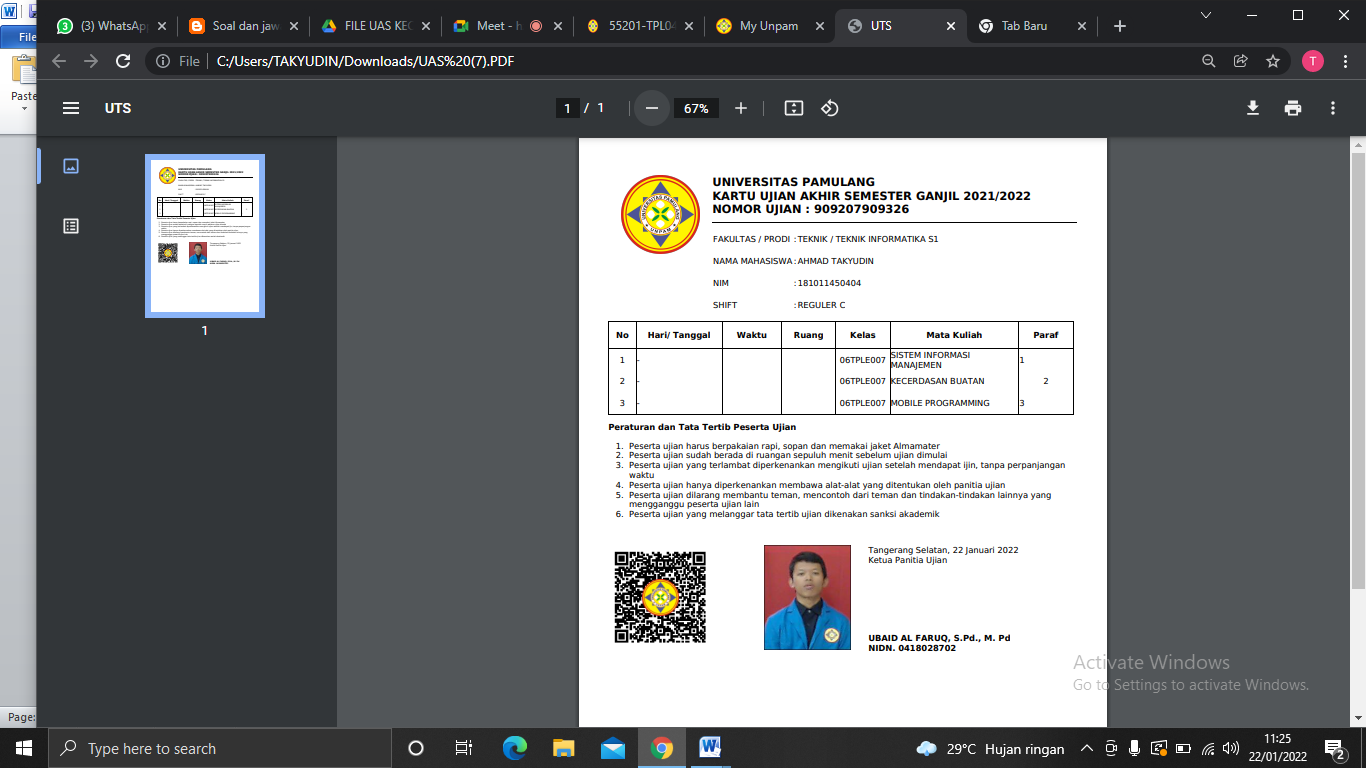 (3) WhatsAp
Soal dan jaw
FILE UAS KEC
Meet - h
55201-TPL04
My Unpam
UTS
Tab Baru
File
File
C:/Users/TAKYUDIN/Downloads/UAS%20(7).PDF
T
Paste
UTS
1 / 1
67%
1
UNIVERSITAS PAMULANG
UNPAM
UNIVERSITAS PAMULANG
KARTU UJIAN AKHIR SEMESTER GANJIL 2021/2022
NOMOR UJIAN : 909207909326
FAKULTAS / PRODI : TEKNIK / TEKNIK INFORMATIKA S1
NAMA MAHASISWA : AHMAD TAKYUDIN
NIM : 181011450404
SHIFT : REGULER C
No Hari/ Tanggal Waktu Ruang Kelas Mata Kuliah Paraf
1 - 06TPLE007 SISTEM INFORMASI MANAJEMEN 1
2 - 06TPLE007 KECERDASAN BUATAN 2
3 - 06TPLE007 MOBILE PROGRAMMING 3
Peraturan dan Tata Tertib Peserta Ujian
1. Peserta ujian harus berpakaian rapi, sopan dan memakai jaket Almamater
2. Peserta ujian sudah berada di ruangan sepuluh menit sebelum ujian dimulai
3. Peserta ujian yang terlambat diperkenankan mengikuti ujian setelah mendapat ijin, tanpa perpanjangan
waktu
4. Peserta ujian hanya diperkenankan membawa alat-alat yang ditentukan oleh panitia ujian
5. Peserta ujian dilarang membantu teman, mencontoh dari teman dan tindakan-tindakan lainnya yang
mengganggu peserta ujian lain
6. Peserta ujian yang melanggar tata tertib ujian dikenakan sanksi akademik
Tangerang Selatan, 22 Januari 2022
Ketua Panitia Ujian
UBAID AL FARUQ, S.Pd., M. Pd
NIDN. 0418028702
Activate Windows
Go to Settings to activate Windows.
Page:
Type here to search
29°C Hujan ringan
11:25
22/01/2022
2